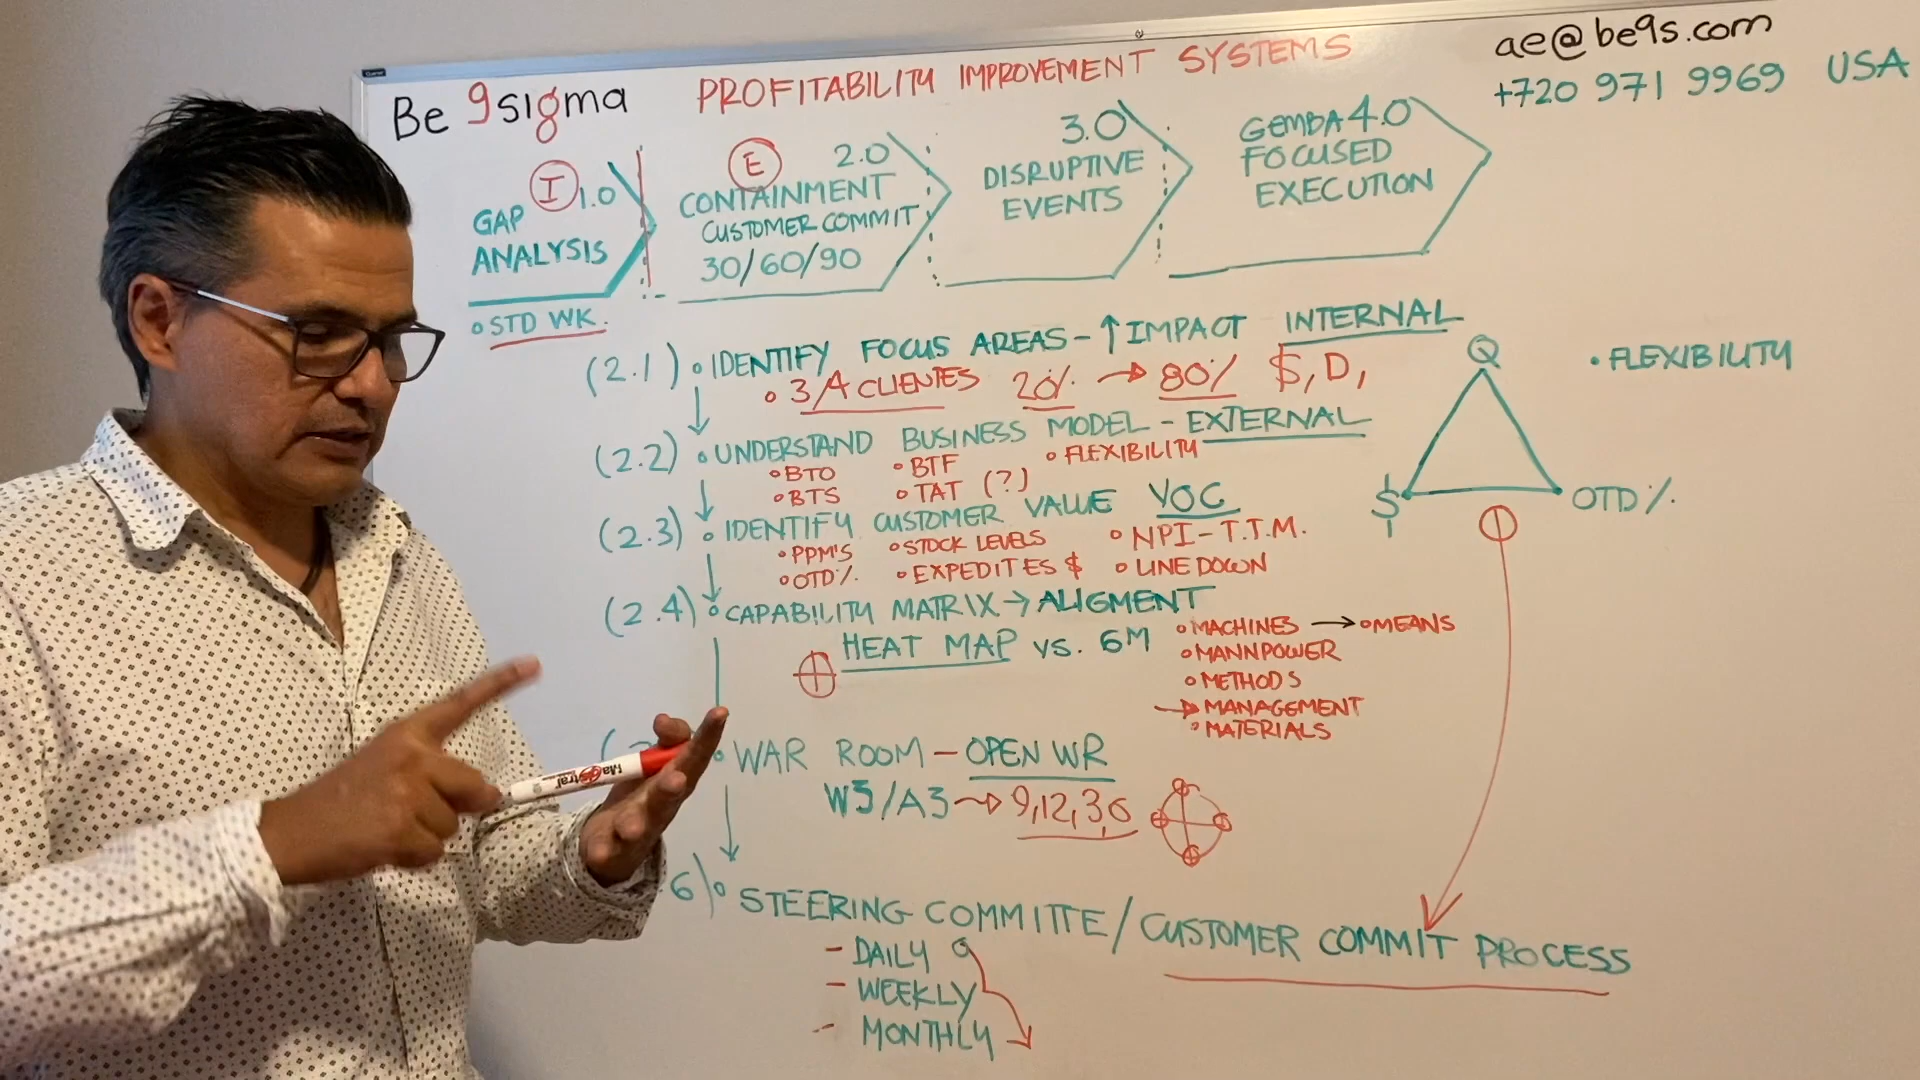 ae@be9s.com
+720 971 9969 USA
Be 9sigma
PROFITABILITY IMPROVEMENT SYSTEMS
I 1.0
GAP
ANALYSIS
• STD WK.
E 2.0
CONTAINMENT
CUSTOMER COMMIT
30/60/90
3.0
DISRUPTIVE
EVENTS
GEMBA 4.0
FOCUSED
EXECUTION
(2.1) • IDENTIFY FOCUS AREAS - ↑ IMPACT INTERNAL
• 3/A CLIENTES 20% → 80% $, D,
(2.2) • UNDERSTAND BUSINESS MODEL - EXTERNAL
• BTO • BTF • FLEXIBILITY
• BTS • TAT (?)
(2.3) • IDENTIFY CUSTOMER VALUE VOC
• PPM'S • STOCK LEVELS • NPI - T.T.M.
• OTD%. • EXPEDITES $ • LINE DOWN
(2.4) • CAPABILITY MATRIX → ALIGMENT
HEAT MAP vs. 6M
• MACHINES → • MEANS
• MANNPOWER
• METHODS
→ MANAGEMENT
• MATERIALS
• WAR ROOM - OPEN WR
W3/A3 → 9,12,3,6
6) • STEERING COMMITTE / CUSTOMER COMMIT PROCESS
- DAILY
- WEEKLY
- MONTHLY
Q
$
OTD%.
• FLEXIBILITY
Magistral